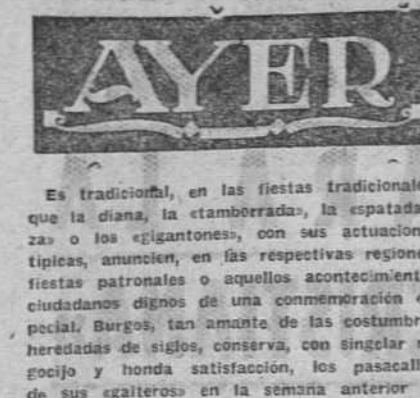 AYER
Es tradicional, en las fiestas tradicional
que la diana, la «tamborrada», la «espatada
za» o los «gigantones», con sus actuacion
típicas, anuncien, en las respectivas region
fiestas patronales o aquellos acontecimient
ciudadanos dignos de una conmemoración
pecial. Burgos, tan amante de las costumbr
heredadas de siglos, conserva, con singular
gocijo y honda satisfacción, los pasacall
de sus «gaiteros» en la semana anterior